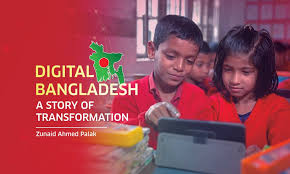 DIGITAL
BANGLADESH
A STORY OF
TRANSFORMATION
Zunaid Ahmed Palak